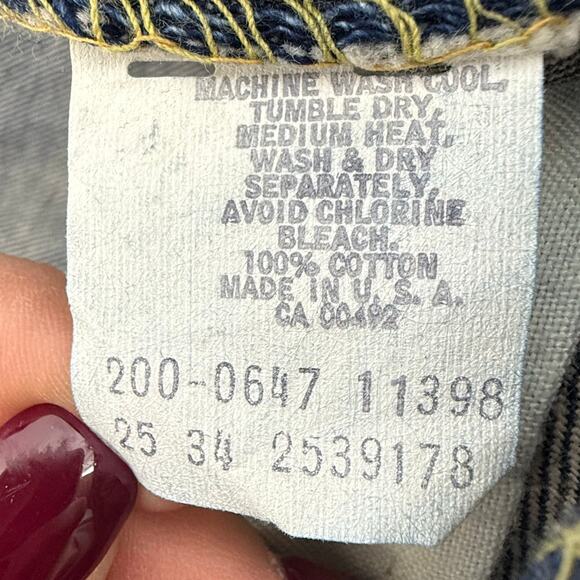 MACHINE WASH COOL,
TUMBLE DRY,
MEDIUM HEAT.
WASH & DRY
SEPARATELY,
AVOID CHLORINE
BLEACH.
100% COTTON
MADE IN U. S. A.
CA 00492
200-0647 11398
25 34 2539178